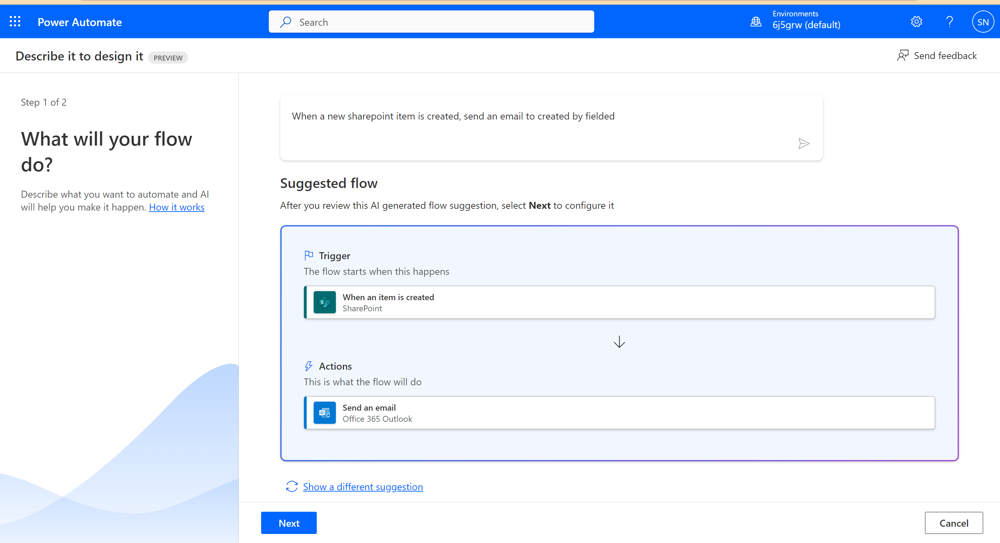 Power Automate
Search
Environments
6j5grw (default)
SN
Describe it to design it PREVIEW
Send feedback
Step 1 of 2
What will your flow
do?
Describe what you want to automate and AI
will help you make it happen. How it works
When a new sharepoint item is created, send an email to created by fielded
Suggested flow
After you review this AI generated flow suggestion, select Next to configure it
Trigger
The flow starts when this happens
S
When an item is created
SharePoint
Actions
This is what the flow will do
Send an email
Office 365 Outlook
Show a different suggestion
Next
Cancel